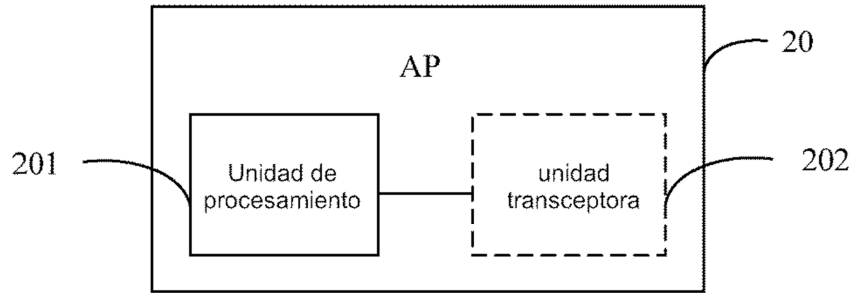 20
AP
201
Unidad de
procesamiento
unidad
transceptora
202